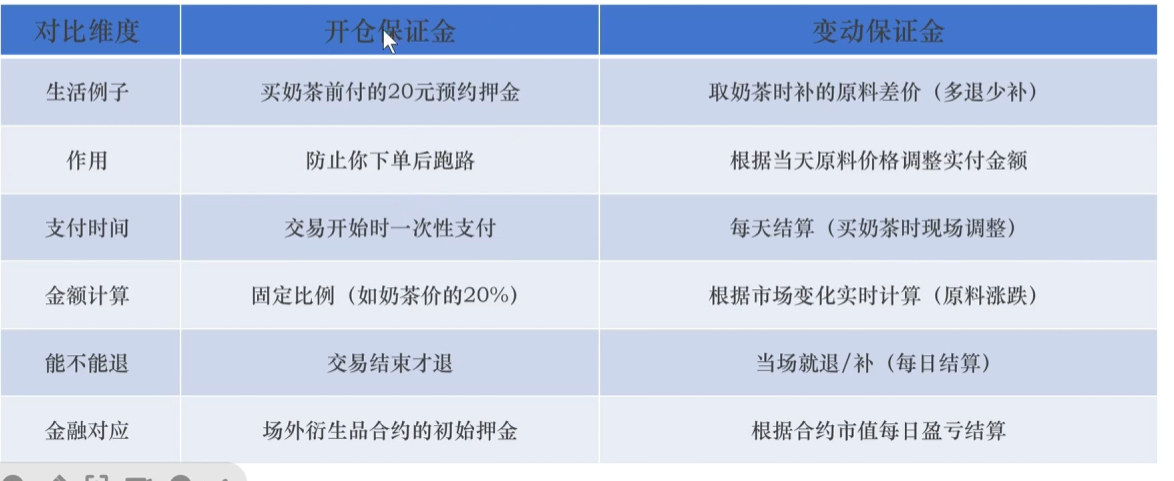 对比维度 开仓保证金 变动保证金
生活例子 买奶茶前付的20元预约押金 取奶茶时补的原料差价（多退少补）
作用 防止你下单后跑路 根据当天原料价格调整实付金额
支付时间 交易开始时一次性支付 每天结算（买奶茶时现场调整）
金额计算 固定比例（如奶茶价的20%） 根据市场变化实时计算（原料涨跌）
能不能退 交易结束才退 当场就退/补（每日结算）
金融对应 场外衍生品合约的初始押金 根据合约市值每日盈亏结算